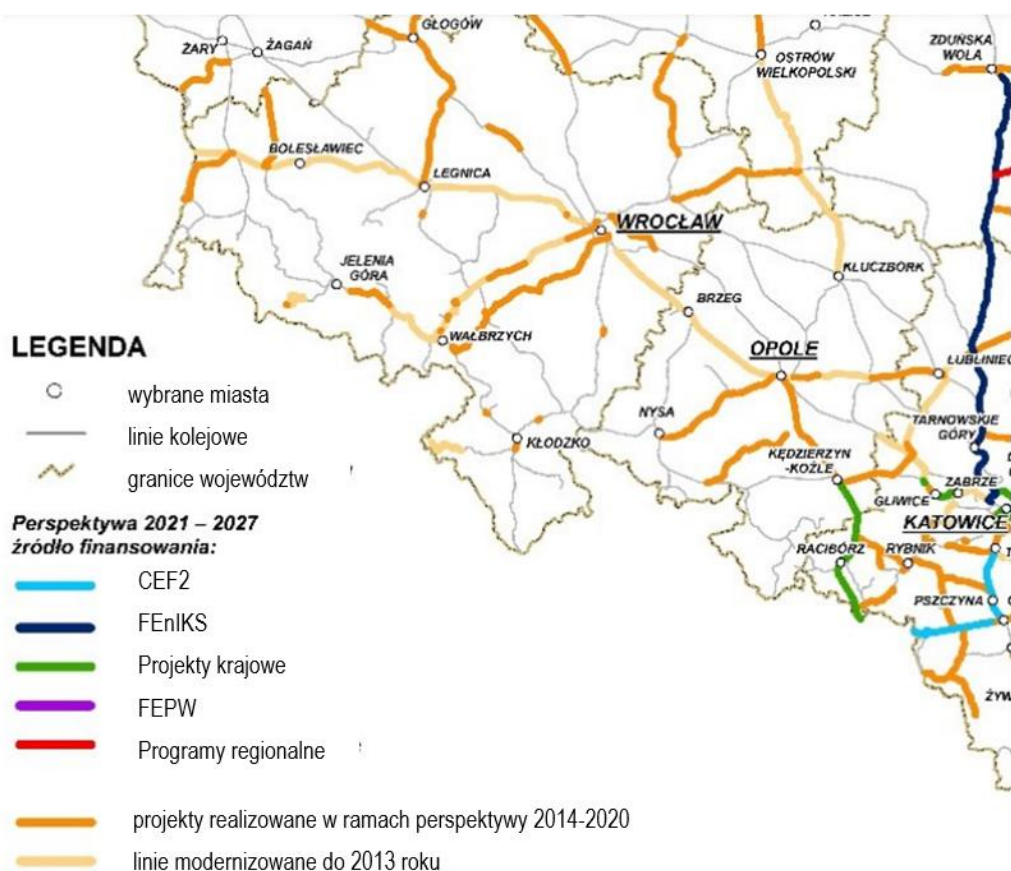 GŁOGÓW
ŻARY
ŻAGAŃ
OSTRÓW
WIELKOPOLSKI
ZDUŃSKA
WOLA
BOLESŁAWIEC
LEGNICA
WROCŁAW
JELENIA
GÓRA
KLUCZBORK
BRZEG
WAŁBRZYCH
OPOLE
LUBLINIEC
NYSA
TARNOWSKIE
GÓRY
KŁODZKO
KĘDZIERZYN
-KOŹLE
ZABRZE
GLIWICE
KATOWICE
RACIBÓRZ
RYBNIK
PSZCZYNA
ŻYW
LEGENDA
wybrane miasta
linie kolejowe
granice województw
Perspektywa 2021 – 2027
źródło finansowania:
CEF2
FEnIKS
Projekty krajowe
FEPW
Programy regionalne
projekty realizowane w ramach perspektywy 2014-2020
linie modernizowane do 2013 roku